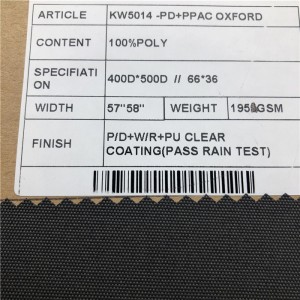 ARTICLE KW5014 -PD+PPAC OXFORD
CONTENT 100%POLY
SPECIFIATI 400D*500D // 66*36
ON
WIDTH 57"58" WEIGHT 195 GSM
FINISH P/D+W/R+PU CLEAR
COATING(PASS RAIN TEST)